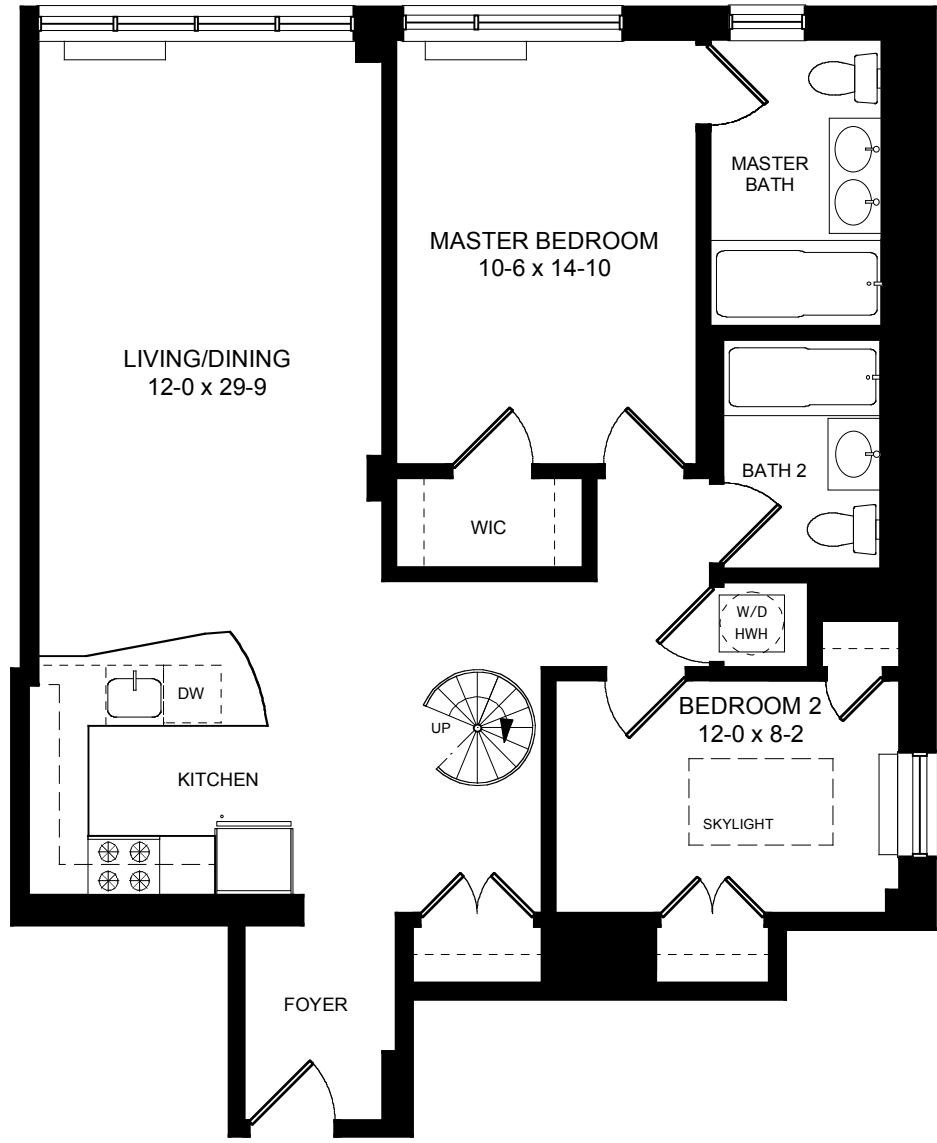 MASTER
BATH
MASTER BEDROOM
10-6 x 14-10
LIVING/DINING
12-0 x 29-9
BATH 2
WIC
W/D
HWH
DW
BEDROOM 2
12-0 x 8-2
UP
KITCHEN
SKYLIGHT
FOYER